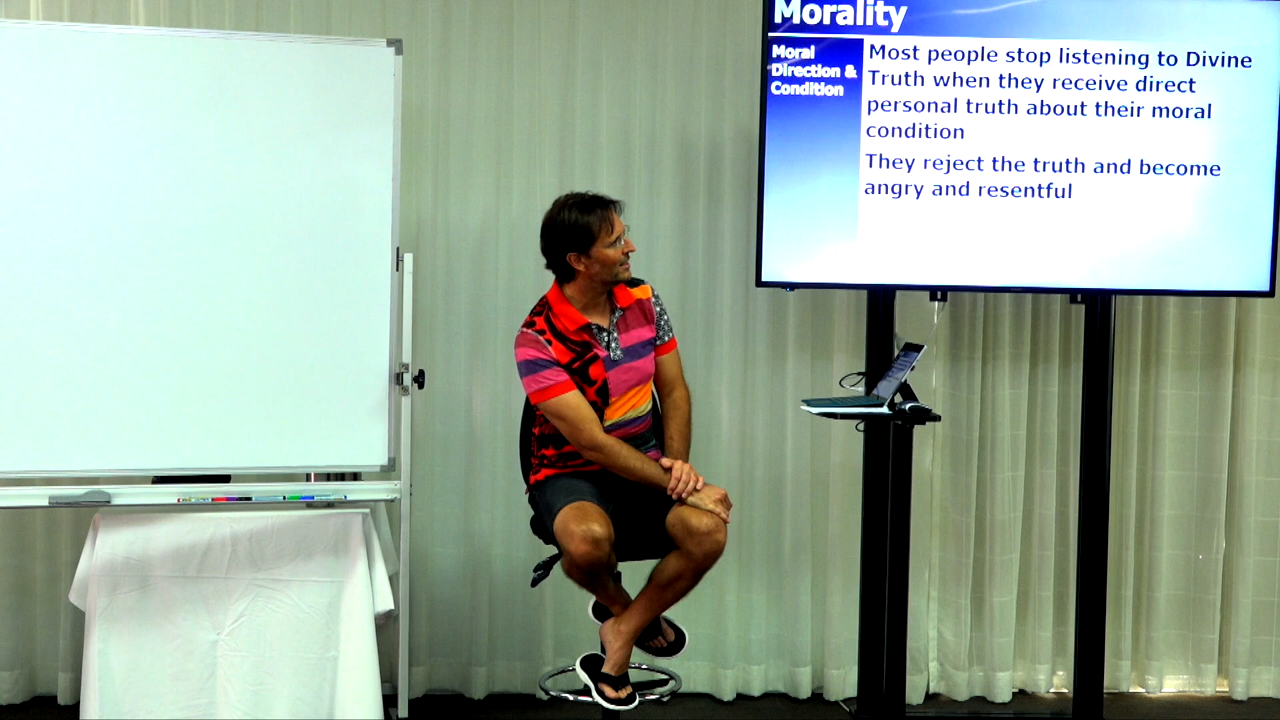 Morality
Moral
Direction &
Condition
Most people stop listening to Divine
Truth when they receive direct
personal truth about their moral
condition
They reject the truth and become
angry and resentful